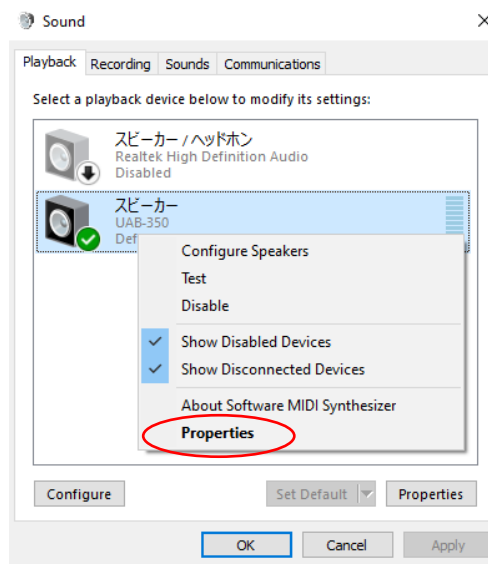 Sound
Playback Recording Sounds Communications
Select a playback device below to modify its settings:
スピーカー / ヘッドホン
Realtek High Definition Audio
Disabled
スピーカー
UAB-350
Def
Configure Speakers
Test
Disable
Show Disabled Devices
Show Disconnected Devices
About Software MIDI Synthesizer
Properties
Configure Set Default Properties
OK Cancel Apply